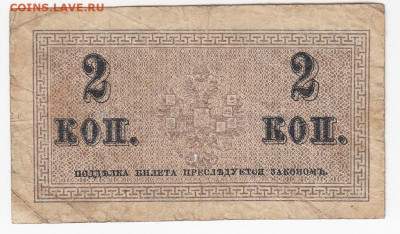 COINS.LAVE.RU
2 2
КОП. КОП.
ПОДДѢЛКА БИЛЕТА ПРЕСЛѢДУЕТСЯ ЗАКОНОМЪ.